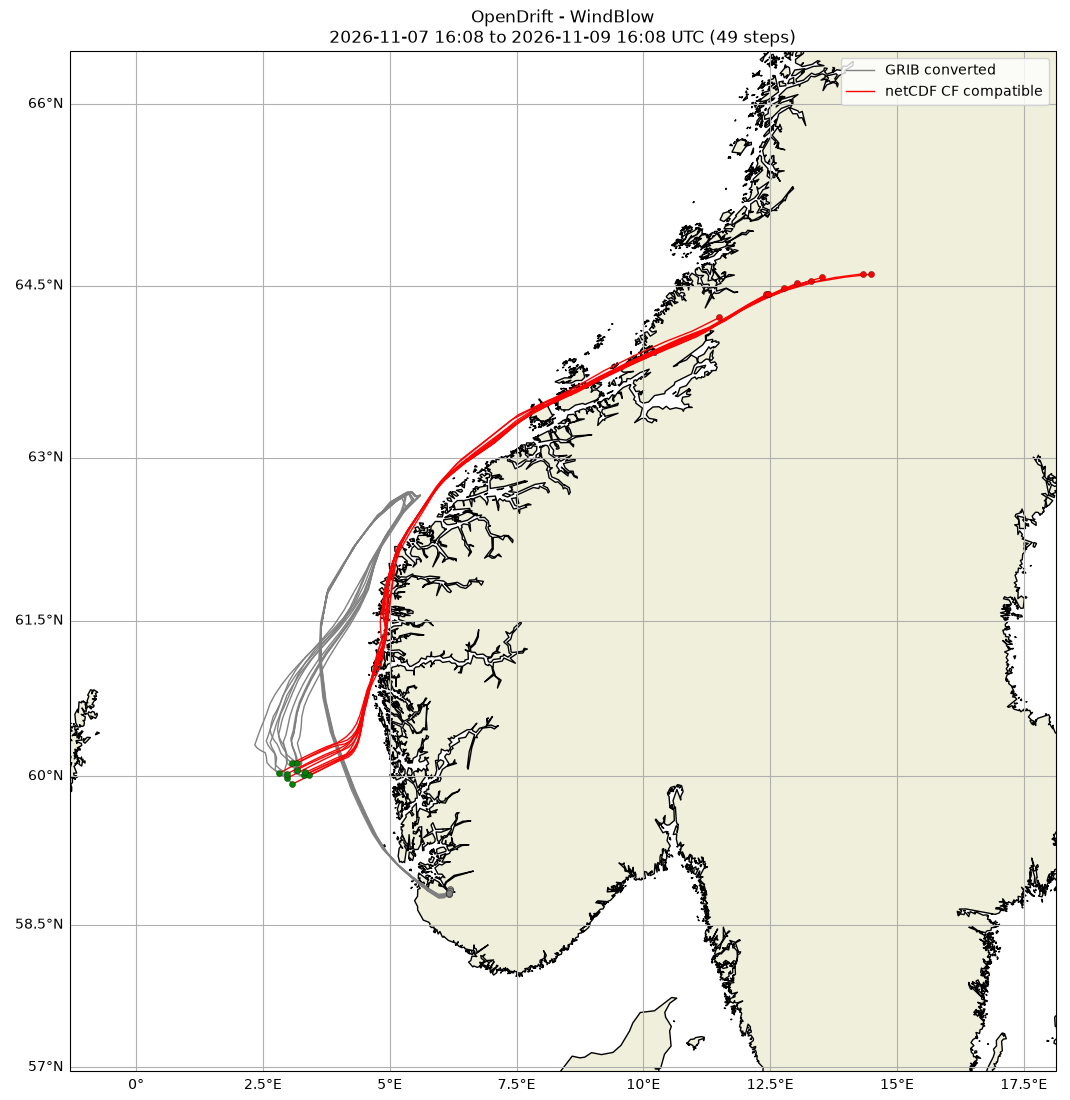 OpenDrift - WindBlow
2026-11-07 16:08 to 2026-11-09 16:08 UTC (49 steps)
GRIB converted
netCDF CF compatible
66°N
64.5°N
63°N
61.5°N
60°N
58.5°N
57°N
0°
2.5°E
5°E
7.5°E
10°E
12.5°E
15°E
17.5°E